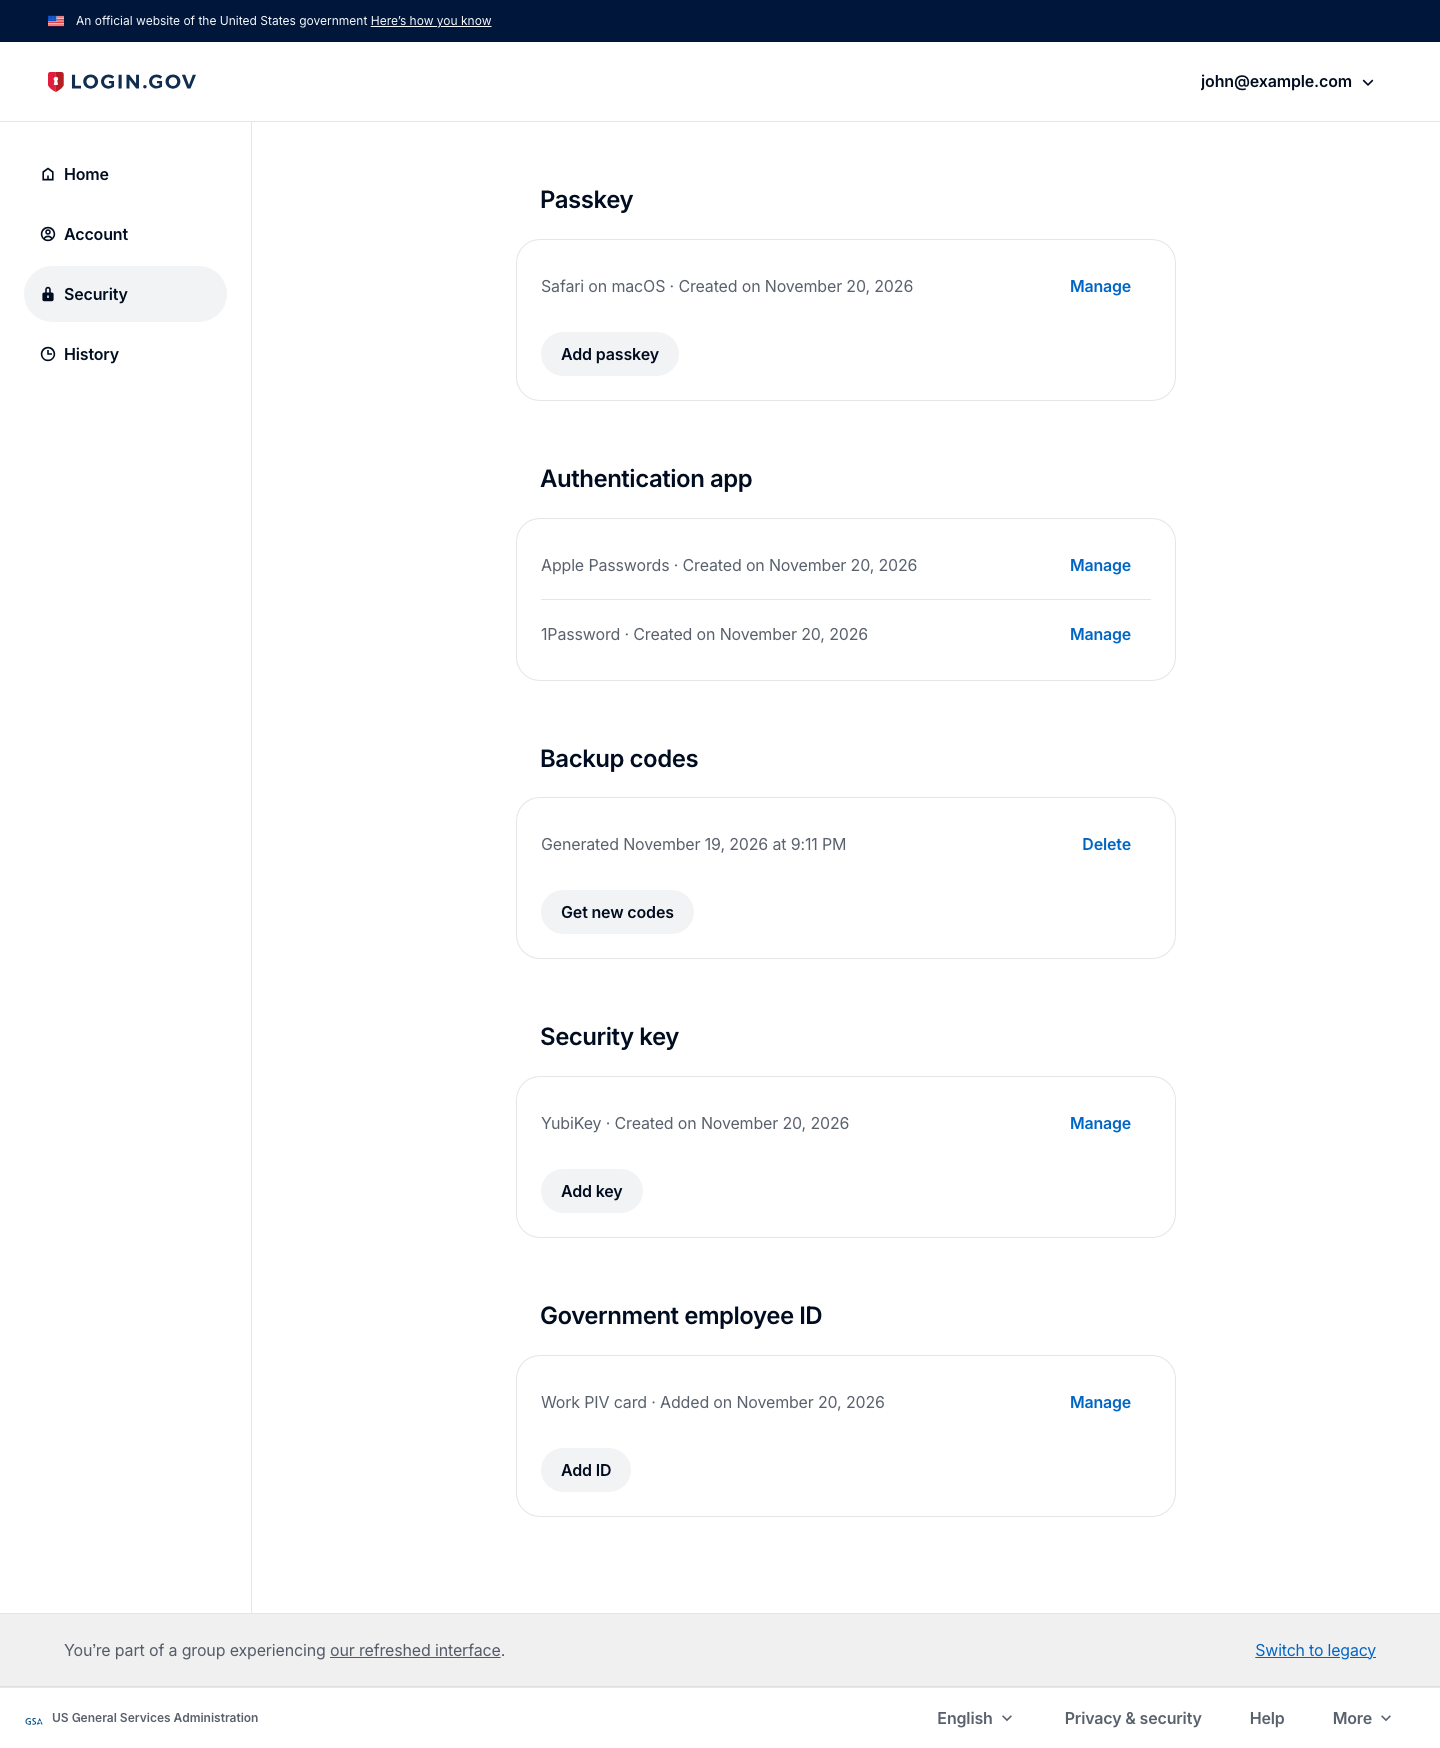 An official website of the United States government Here's how you know
LOGIN.GOV
john@example.com
Home
Account
Security
History
Passkey
Safari on macOS · Created on November 20, 2026
Manage
Add passkey
Authentication app
Apple Passwords · Created on November 20, 2026
Manage
1Password · Created on November 20, 2026
Manage
Backup codes
Generated November 19, 2026 at 9:11 PM
Delete
Get new codes
Security key
YubiKey · Created on November 20, 2026
Manage
Add key
Government employee ID
Work PIV card · Added on November 20, 2026
Manage
Add ID
You're part of a group experiencing our refreshed interface.
Switch to legacy
GSA
US General Services Administration
English
Privacy & security
Help
More